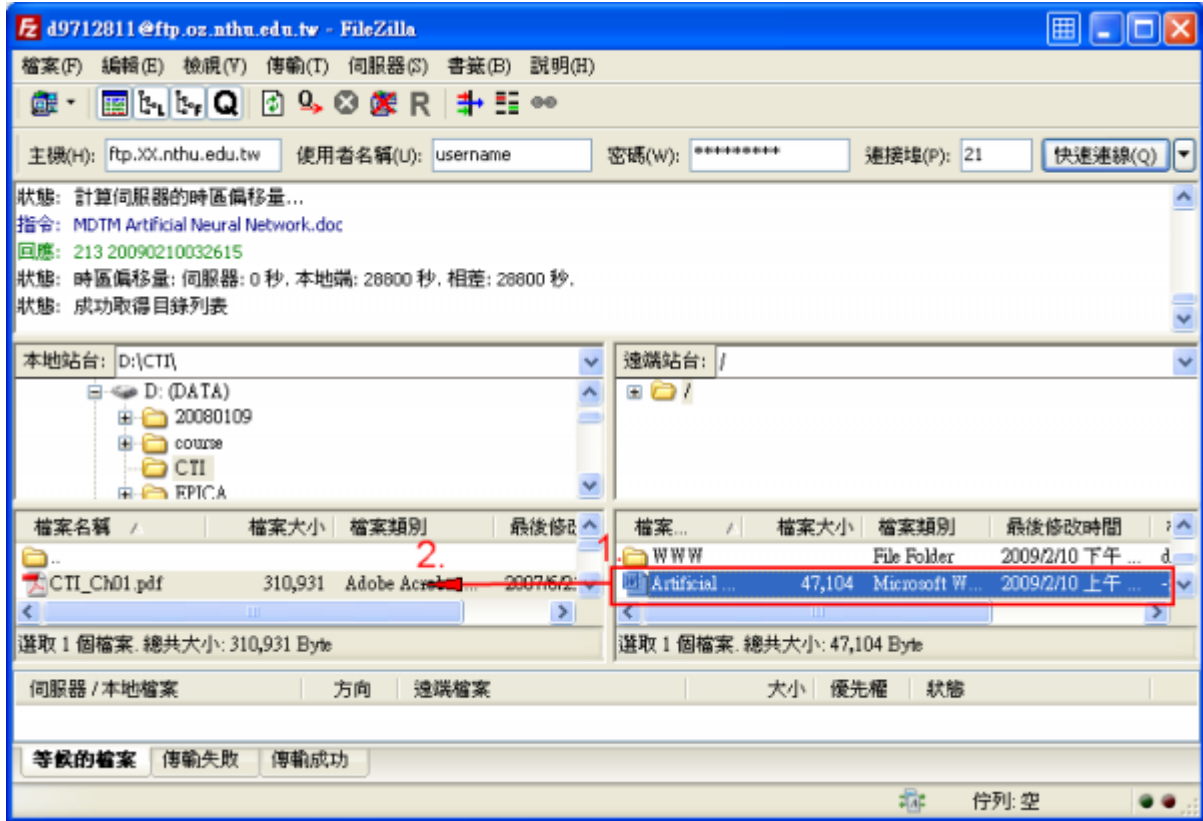 d9712811@ftp.oz.nthu.edu.tw - FileZilla
檔案(F) 編輯(E) 檢視(V) 傳輸(T) 伺服器(S) 書籤(B) 說明(H)
主機(H): ftp.XX.nthu.edu.tw 使用者名稱(U): username 密碼(W): ********* 連接埠(P): 21 快速連線(Q)
狀態: 計算伺服器的時區偏移量...
指令: MDTM Artificial Neural Network.doc
回應: 213 20090210032615
狀態: 時區偏移量: 伺服器: 0 秒. 本地端: 28800 秒. 相差: 28800 秒.
狀態: 成功取得目錄列表
本地站台: D:\CTI\ 遠端站台: /
D: (DATA) /
20080109
course
CTI
EPICA
檔案名稱 / 檔案大小 檔案類別 最後修改 檔案... / 檔案大小 檔案類別 最後修改時間
2. 1
.. WWW File Folder 2009/2/10 下午 ...
CTI_Ch01.pdf 310,931 Adobe 2007/6/2 Artificial ... 47,104 Microsoft W... 2009/2/10 上午 ...
選取 1 個檔案. 總共大小: 310,931 Byte 選取 1 個檔案. 總共大小: 47,104 Byte
伺服器 / 本地檔案 方向 遠端檔案 大小 優先權 狀態
等候的檔案 傳輸失敗 傳輸成功
佇列: 空